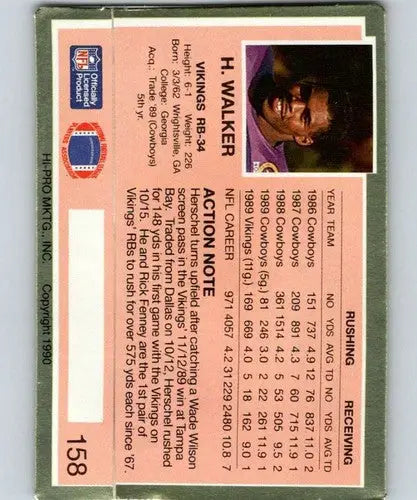 H. WALKER
VIKINGS RB-34
Height: 6-1 Weight: 226
Born: 3/3/62 Wrightsville, GA
College: Georgia
Acq.: Trade '89 (Cowboys)
5th yr.
NFL
Officially
Licensed
Product
RUSHING RECEIVING
YEAR TEAM NO YDS AVG TD NO YDS AVG TD
1986 Cowboys 151 737 4.9 12 76 837 11.0 2
1987 Cowboys 209 891 4.3 7 60 715 11.9 1
1988 Cowboys 361 1514 4.2 5 53 505 9.5 2
1989 Cowboys (5g.) 81 246 3.0 2 22 261 11.9 1
1989 Vikings (11g.) 169 669 4.0 5 18 162 9.0 1
NFL CAREER 971 4057 4.2 31 229 2480 10.8 7
ACTION NOTE
Herschel turns upfield after catching a Wade Wilson
screen pass in the Vikings' 11/12/89 win at Tampa
Bay. Traded from Dallas on 10/12, Herschel rushed
for 148 yds in his first game with the Vikings on
10/15. He and Rick Fenney are the 1st pair of
Vikings' RBs to rush for over 575 yds each since '67.
HI-PRO MKTG., INC. Copyright 1990
158